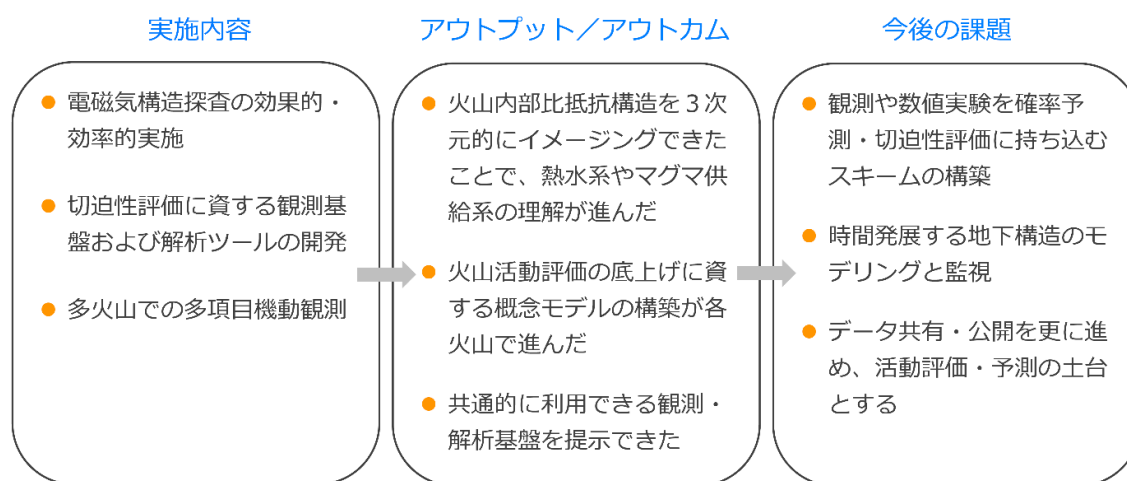 実施内容
電磁気構造探査の効果的・
効率的実施
切迫性評価に資する観測基
盤および解析ツールの開発
多火山での多項目機動観測
アウトプット／アウトカム
火山内部比抵抗構造を３次
元的にイメージングできた
ことで、熱水系やマグマ供
給系の理解が進んだ
火山活動評価の底上げに資
する概念モデルの構築が各
火山で進んだ
共通的に利用できる観測・
解析基盤を提示できた
今後の課題
観測や数値実験を確率予
測・切迫性評価に持ち込む
スキームの構築
時間発展する地下構造のモ
デリングと監視
データ共有・公開を更に進
め、活動評価・予測の土台
とする